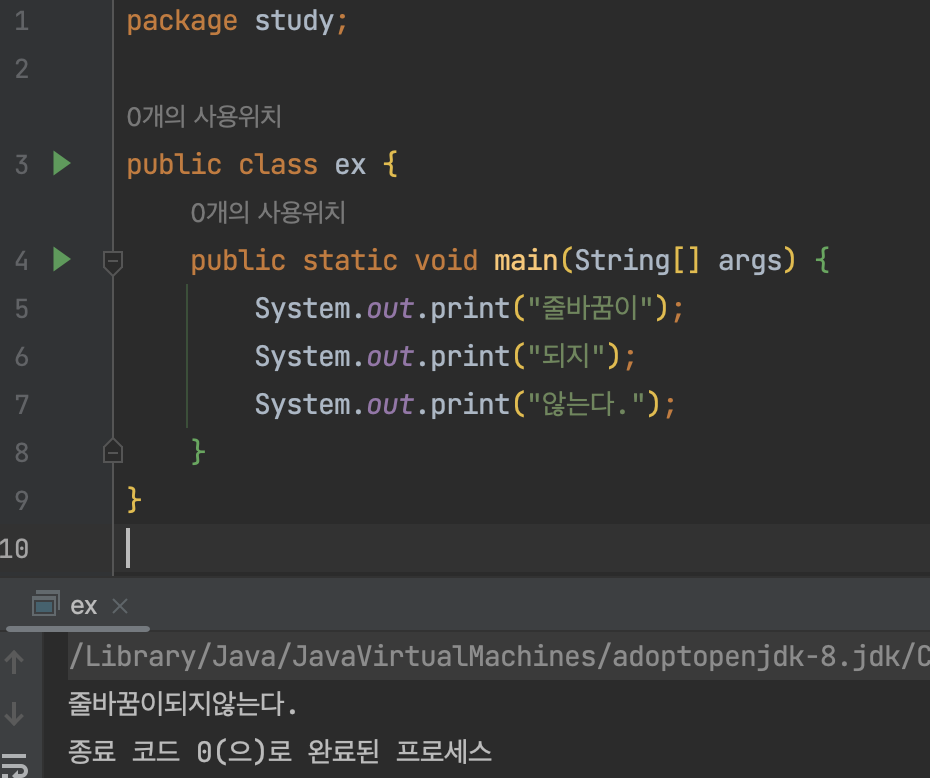 1 package study;
2
0개의 사용위치
3 public class ex {
0개의 사용위치
4 public static void main(String[] args) {
5 System.out.print("줄바꿈이");
6 System.out.print("되지");
7 System.out.print("않는다.");
8 }
9 }
10
ex
/Library/Java/JavaVirtualMachines/adoptopenjdk-8.jdk/C
줄바꿈이되지않는다.
종료 코드 0(으)로 완료된 프로세스